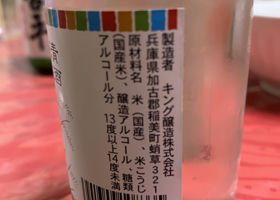 清酒
製造者 キング醸造株式会社
兵庫県加古郡稲美町蛸草321
原材料名 米(国産)、米こうじ
(国産米)、醸造アルコール、糖類
アルコール分 13度以上14度未満